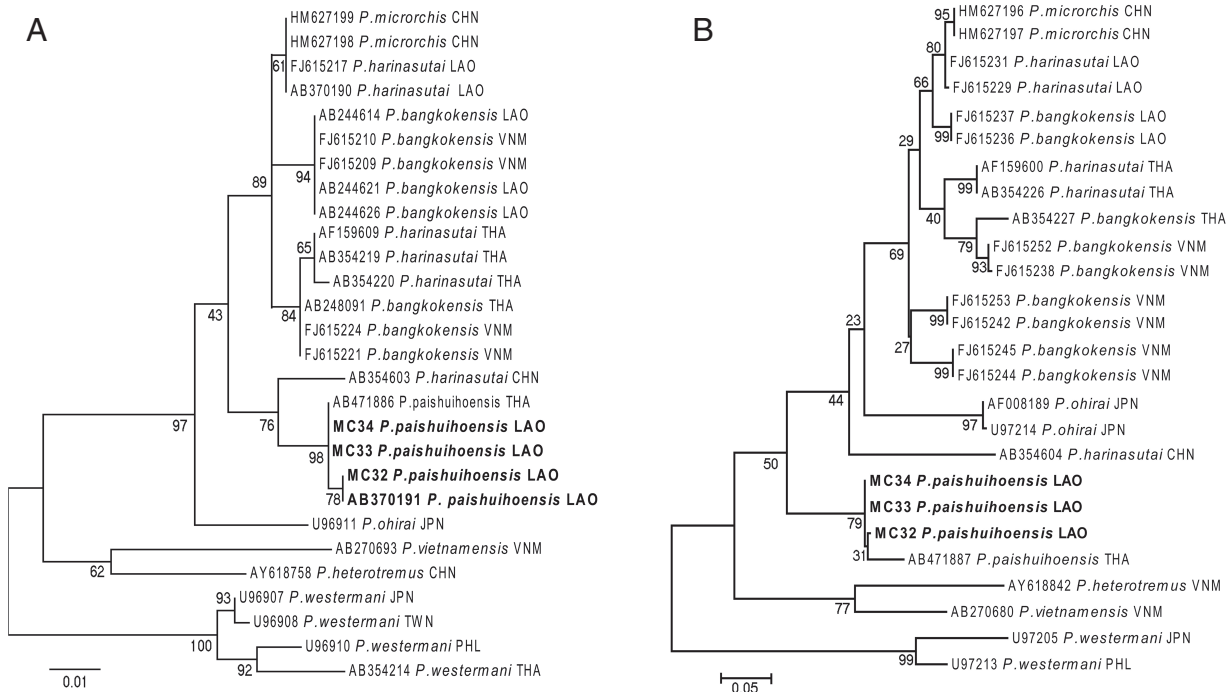 A
HM627199 P.microrchis CHN
HM627198 P.microrchis CHN
61
FJ615217 P.harinasutai LAO
AB370190 P.harinasutai LAO
AB244614 P.bangkokensis LAO
FJ615210 P.bangkokensis VNM
FJ615209 P.bangkokensis VNM
94
89
AB244621 P.bangkokensis LAO
AB244626 P.bangkokensis LAO
AF159609 P.harinasutai THA
65
AB354219 P.harinasutai THA
AB354220 P.harinasutai THA
AB248091 P.bangkokensis THA
84
43
FJ615224 P.bangkokensis VNM
FJ615221 P.bangkokensis VNM
AB354603 P.harinasutai CHN
AB471886 P.paishuihoensis THA
76
97
MC34 P.paishuihoensis LAO
MC33 P.paishuihoensis LAO
98
MC32 P.paishuihoensis LAO
78
AB370191 P. paishuihoensis LAO
U96911 P.ohirai JPN
AB270693 P.vietnamensis VNM
62
AY618758 P.heterotremus CHN
93
U96907 P.westermani JPN
U96908 P.westermani TWN
100
U96910 P.westermani PHL
92
AB354214 P.westermani THA
0.01
B
95
HM627196 P.microrchis CHN
HM627197 P.microrchis CHN
80
FJ615231 P.harinasutai LAO
66
FJ615229 P.harinasutai LAO
FJ615237 P.bangkokensis LAO
99
FJ615236 P.bangkokensis LAO
29
AF159600 P.harinasutai THA
99
AB354226 P.harinasutai THA
40
AB354227 P.bangkokensis THA
79
FJ615252 P.bangkokensis VNM
69
93
FJ615238 P.bangkokensis VNM
FJ615253 P.bangkokensis VNM
99
FJ615242 P.bangkokensis VNM
23
27
FJ615245 P.bangkokensis VNM
99
FJ615244 P.bangkokensis VNM
44
AF008189 P.ohirai JPN
97
U97214 P.ohirai JPN
AB354604 P.harinasutai CHN
50
MC34 P.paishuihoensis LAO
MC33 P.paishuihoensis LAO
79
MC32 P.paishuihoensis LAO
31
AB471887 P.paishuihoensis THA
AY618842 P.heterotremus VNM
77
AB270680 P.vietnamensis VNM
U97205 P.westermani JPN
99
U97213 P.westermani PHL
0.05